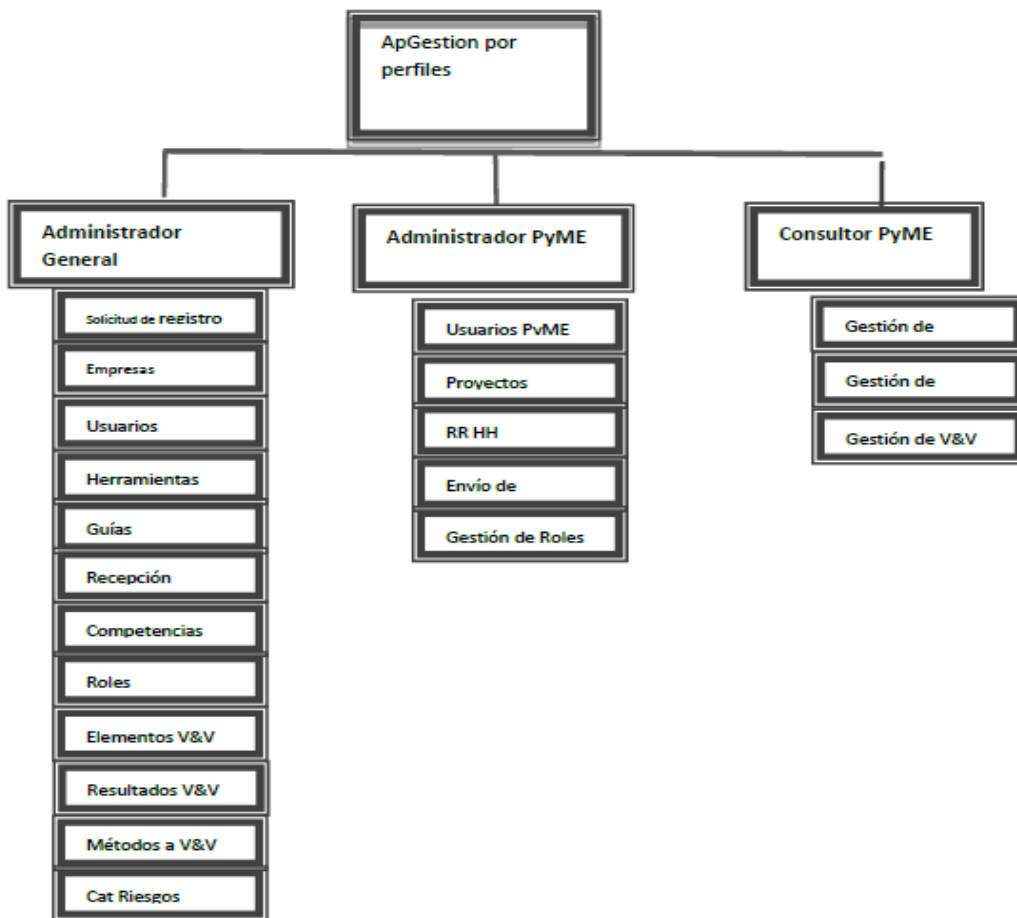 ApGestion por
perfiles
Administrador
General
Solicitud de registro
Empresas
Usuarios
Herramientas
Guías
Recepción
Competencias
Roles
Elementos V&V
Resultados V&V
Métodos a V&V
Cat Riesgos
Administrador PyME
Usuarios PyME
Proyectos
RR HH
Envío de
Gestión de Roles
Consultor PyME
Gestión de
Gestión de
Gestión de V&V